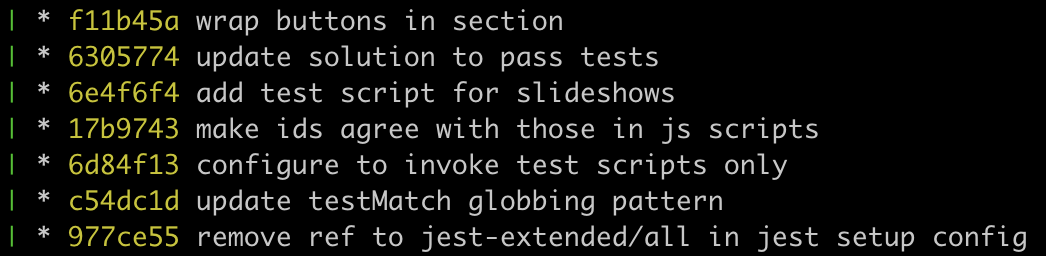 | * f11b45a wrap buttons in section
| * 6305774 update solution to pass tests
| * 6e4f6f4 add test script for slideshows
| * 17b9743 make ids agree with those in js scripts
| * 6d84f13 configure to invoke test scripts only
| * c54dc1d update testMatch globbing pattern
| * 977ce55 remove ref to jest-extended/all in jest setup config